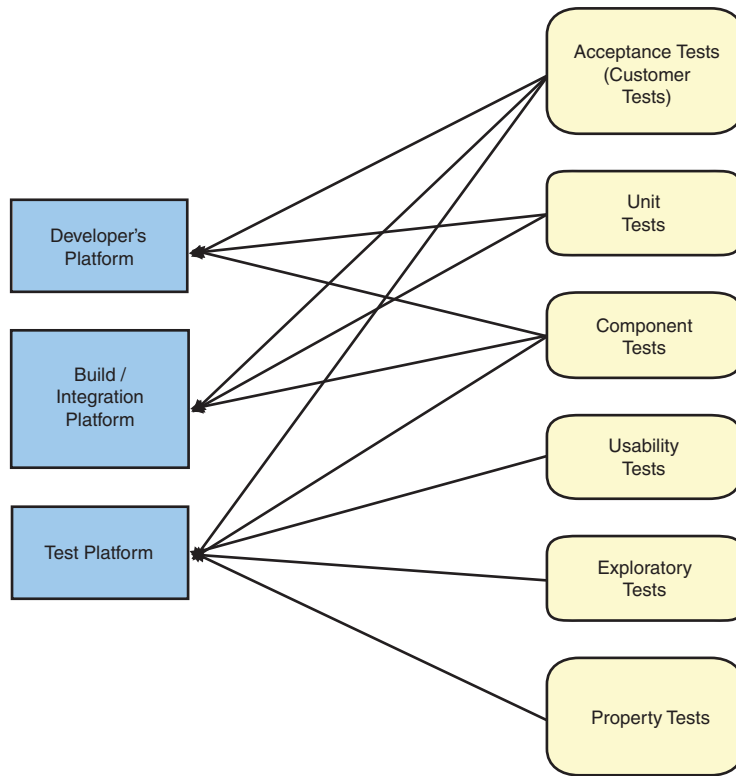 Developer's
Platform
Build /
Integration
Platform
Test Platform
Acceptance Tests
(Customer
Tests)
Unit
Tests
Component
Tests
Usability
Tests
Exploratory
Tests
Property Tests